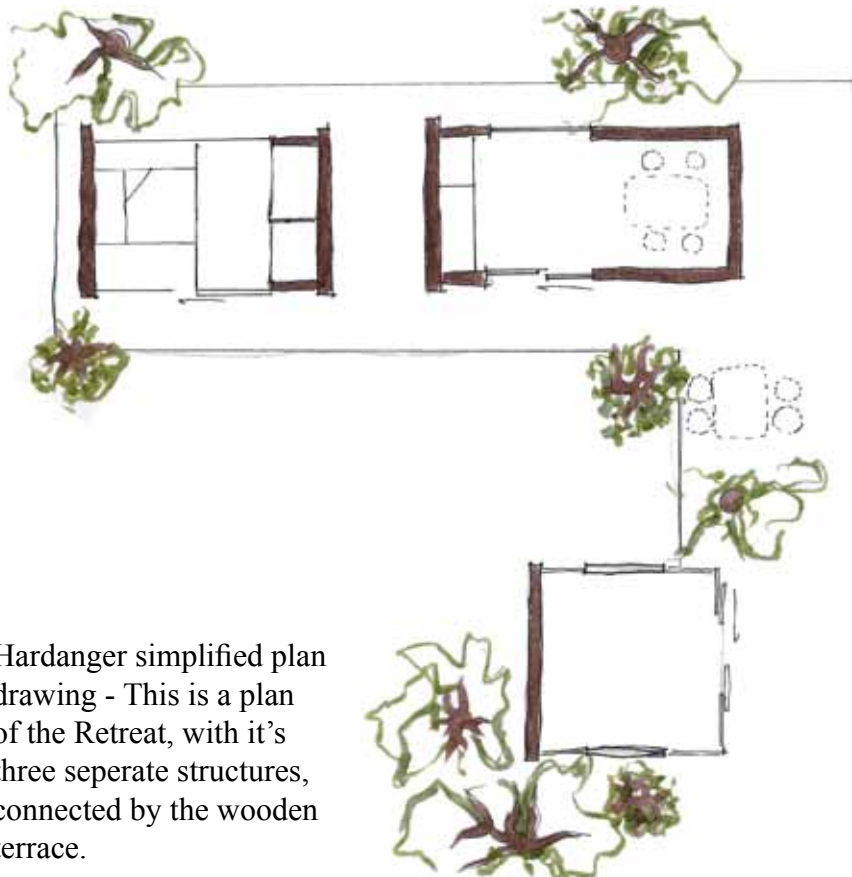 Hardanger simplified plan
drawing - This is a plan
of the Retreat, with it’s
three seperate structures,
connected by the wooden
terrace.